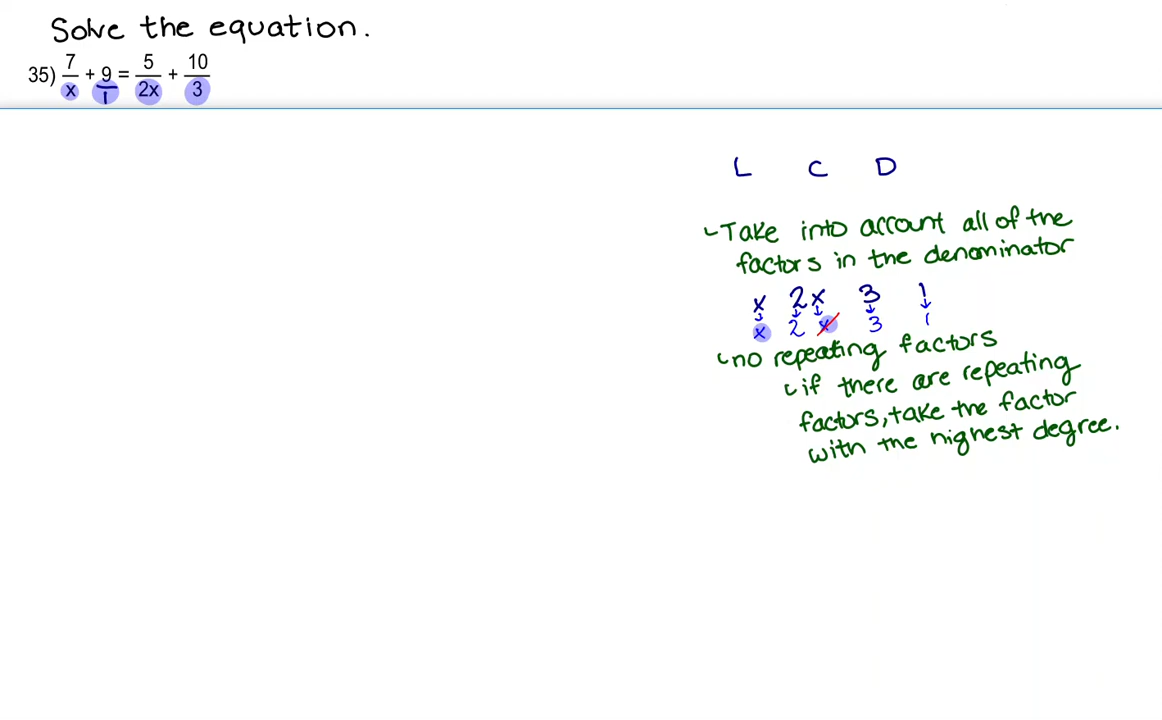 Solve the equation.
35) 7/x + 9/1 = 5/2x + 10/3
L C D
Take into account all of the
factors in the denominator
x 2x 3 1
x 2 x 3 1
no repeating factors
if there are repeating
factors, take the factor
with the highest degree.